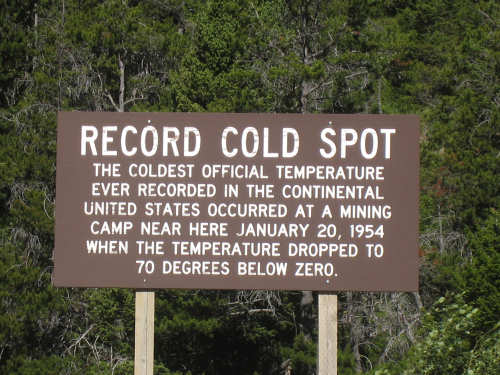 RECORD COLD SPOT
THE COLDEST OFFICIAL TEMPERATURE
EVER RECORDED IN THE CONTINENTAL
UNITED STATES OCCURRED AT A MINING
CAMP NEAR HERE JANUARY 20, 1954
WHEN THE TEMPERATURE DROPPED TO
70 DEGREES BELOW ZERO.